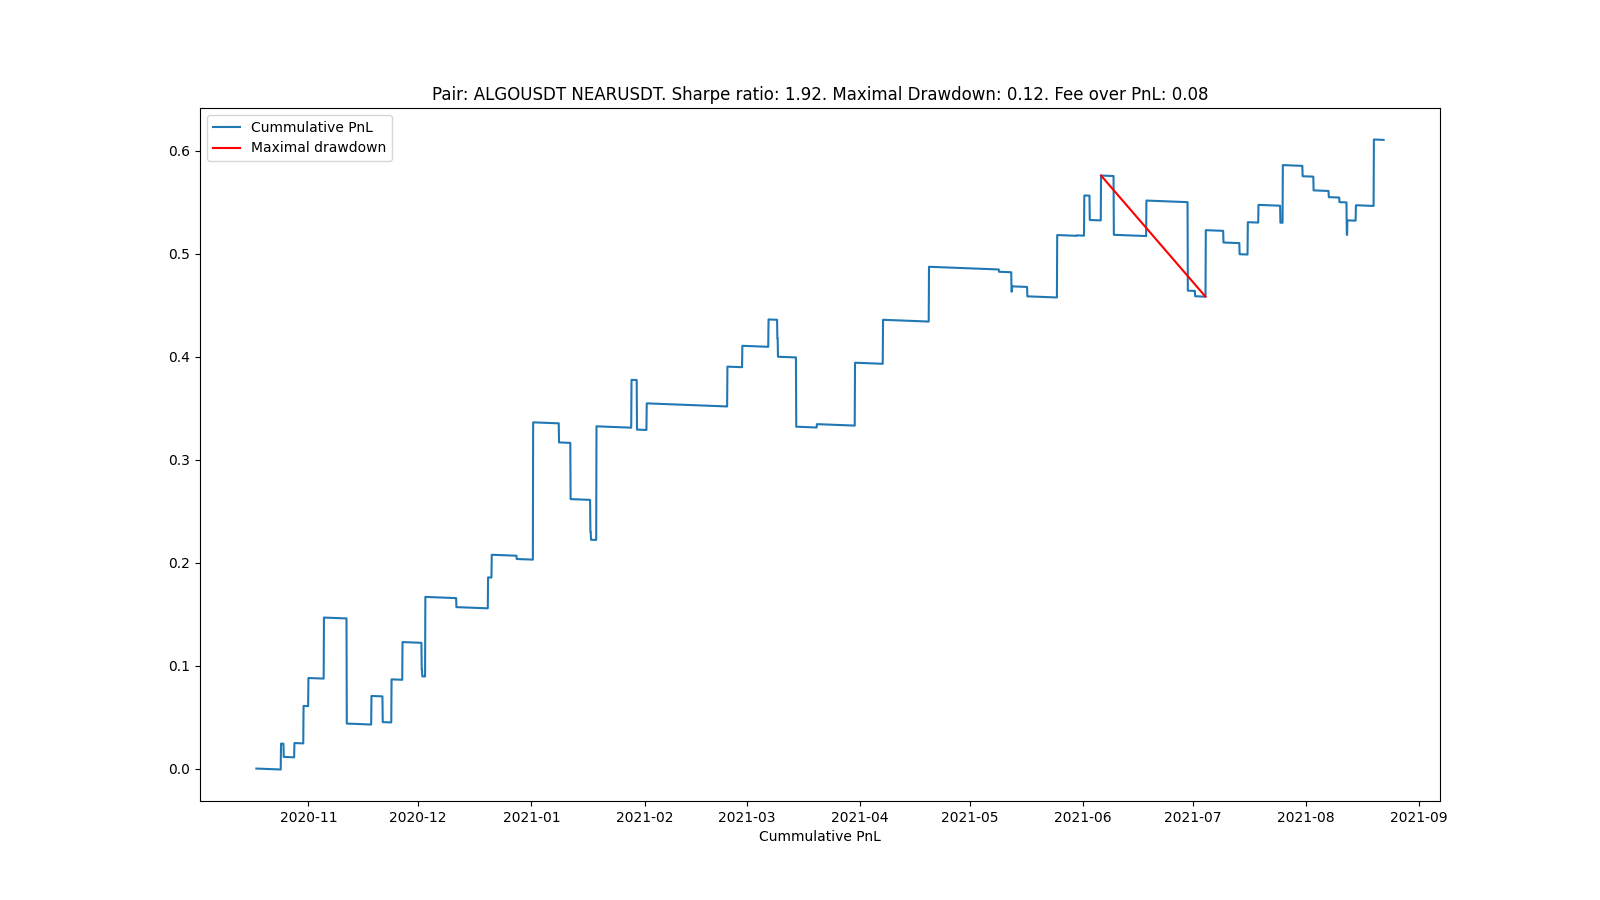 Pair: ALGOUSDT NEARUSDT. Sharpe ratio: 1.92. Maximal Drawdown: 0.12. Fee over PnL: 0.08
Cummulative PnL
Maximal drawdown
0.6
0.5
0.4
0.3
0.2
0.1
0.0
2020-11 2020-12 2021-01 2021-02 2021-03 2021-04 2021-05 2021-06 2021-07 2021-08 2021-09
Cummulative PnL